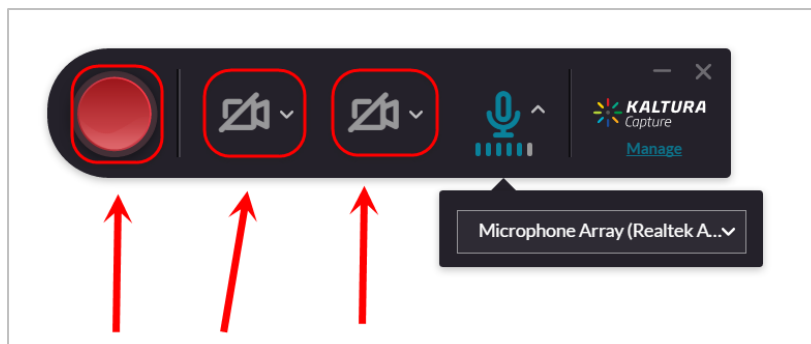 KALTURA
Capture
Manage
Microphone Array (Realtek A...